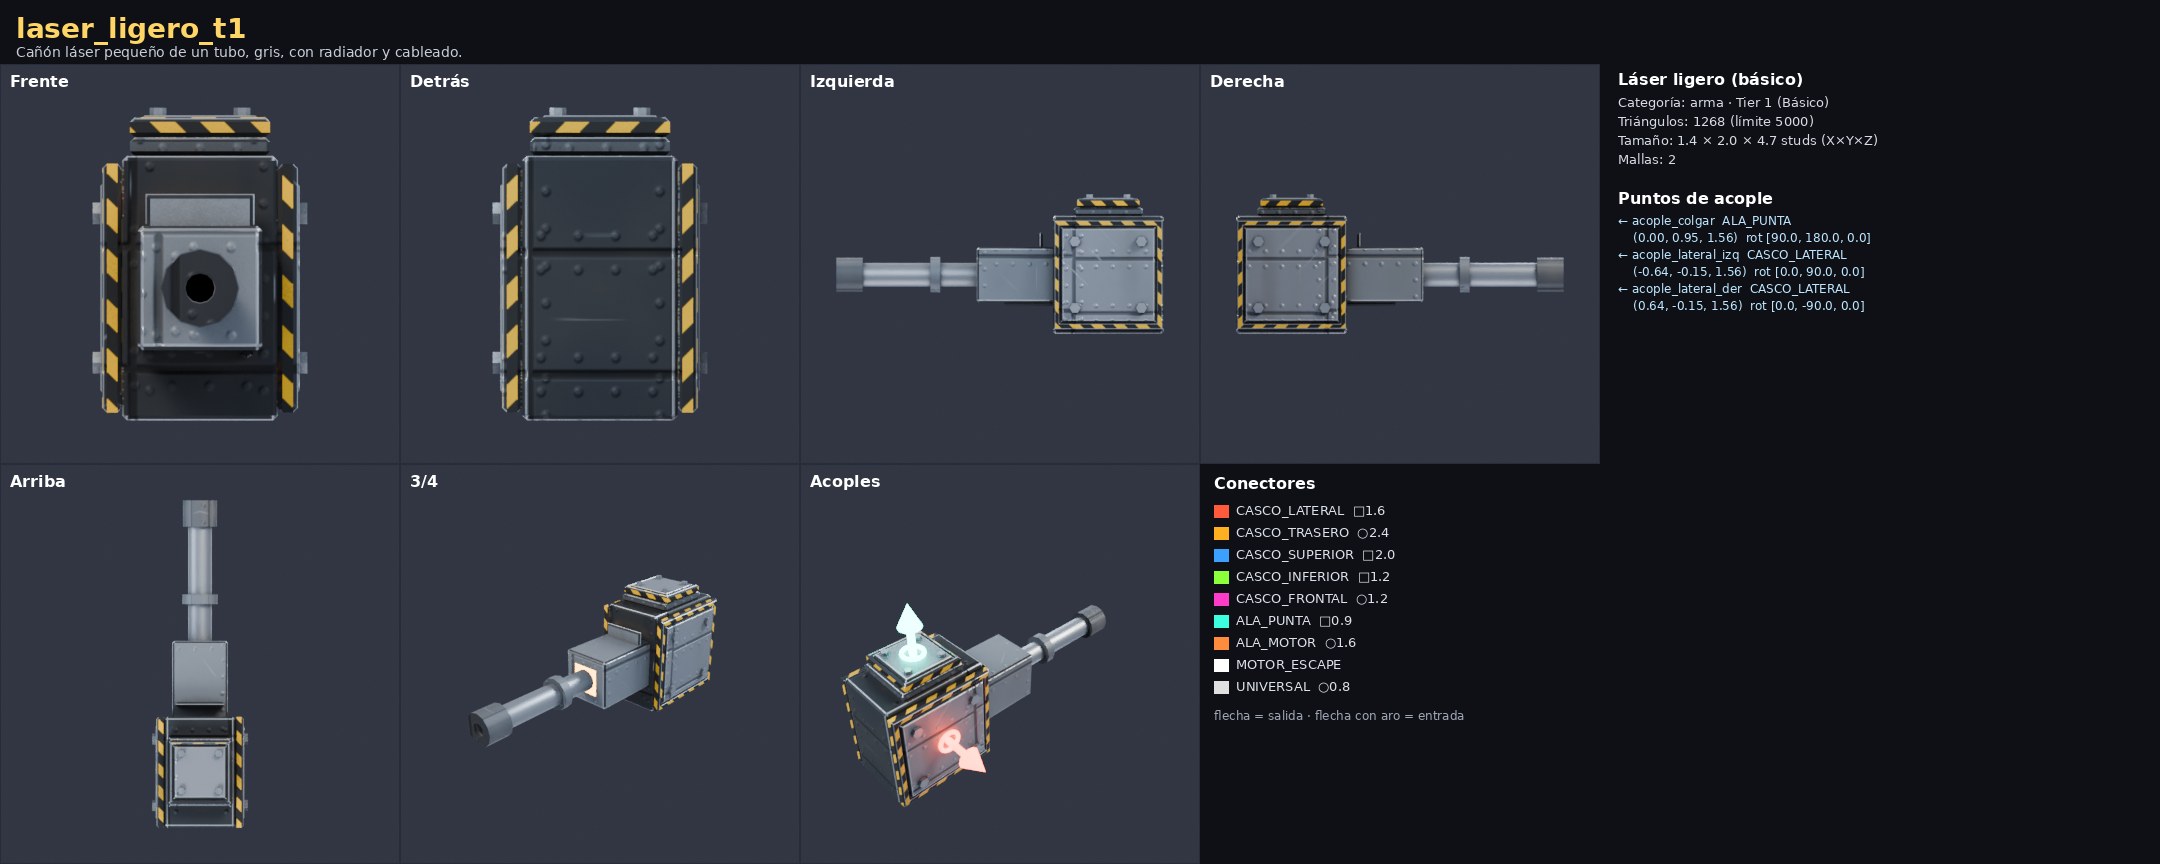 laser_ligero_t1
Cañón láser pequeño de un tubo, gris, con radiador y cableado.
Frente
Detrás
Izquierda
Derecha
Láser ligero (básico)
Categoría: arma · Tier 1 (Básico)
Triángulos: 1268 (límite 5000)
Tamaño: 1.4 × 2.0 × 4.7 studs (X×Y×Z)
Mallas: 2
Puntos de acople
← acople_colgar ALA_PUNTA
(0.00, 0.95, 1.56) rot [90.0, 180.0, 0.0]
← acople_lateral_izq CASCO_LATERAL
(-0.64, -0.15, 1.56) rot [0.0, 90.0, 0.0]
← acople_lateral_der CASCO_LATERAL
(0.64, -0.15, 1.56) rot [0.0, -90.0, 0.0]
Arriba
3/4
Acoples
Conectores
CASCO_LATERAL □1.6
CASCO_TRASERO ○2.4
CASCO_SUPERIOR □2.0
CASCO_INFERIOR □1.2
CASCO_FRONTAL ○1.2
ALA_PUNTA □0.9
ALA_MOTOR ○1.6
MOTOR_ESCAPE
UNIVERSAL ○0.8
flecha = salida · flecha con aro = entrada